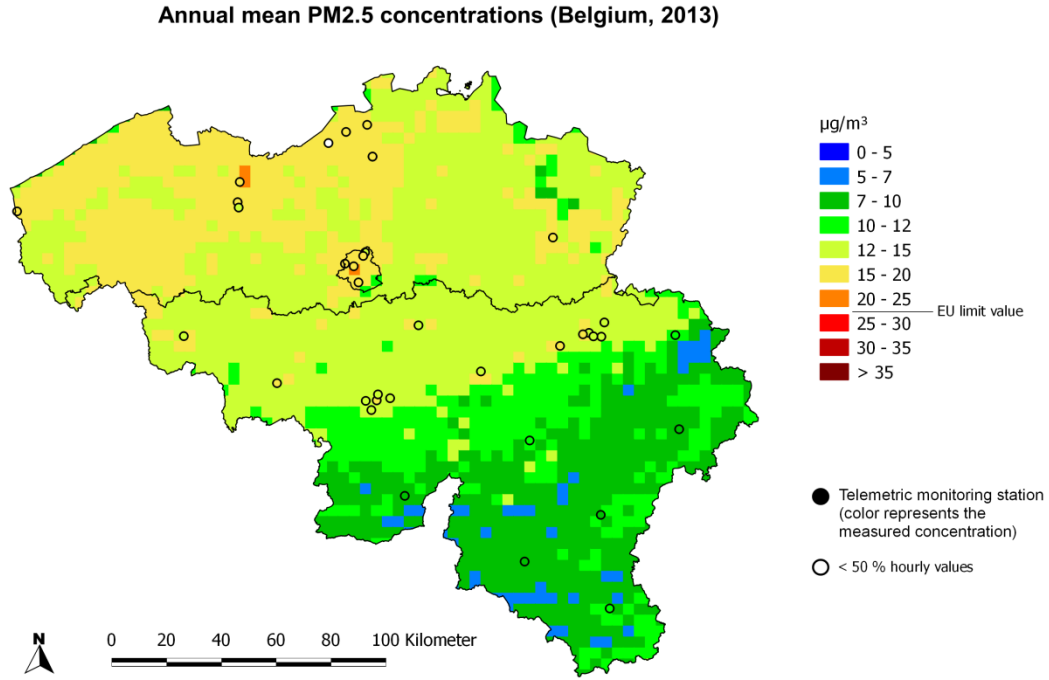 Annual mean PM2.5 concentrations (Belgium, 2013)
µg/m³
0 - 5
5 - 7
7 - 10
10 - 12
12 - 15
15 - 20
20 - 25
EU limit value
25 - 30
30 - 35
> 35
Telemetric monitoring station
(color represents the
measured concentration)
< 50 % hourly values
N
0 20 40 60 80 100 Kilometer